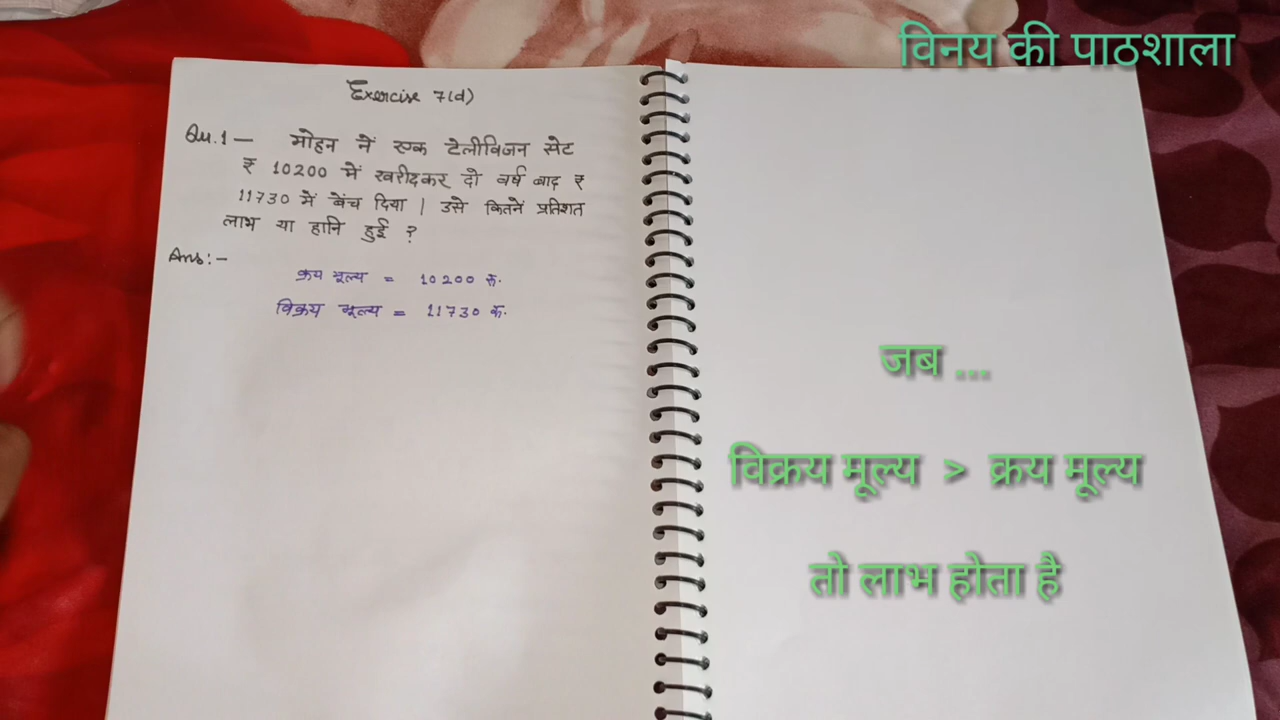 विनय की पाठशाला
Exercise 7(d)
Qu.1 — मोहन नें एक टेलीविजन सेट
₹ 10200 में खरीदकर दो वर्ष बाद ₹
11730 में बेंच दिया । उसे कितनें प्रतिशत
लाभ या हानि हुई ?
Ans:-
क्रय मूल्य = 10200 रु.
विक्रय मूल्य = 11730 रु.
जब ...
विक्रय मूल्य > क्रय मूल्य
तो लाभ होता है